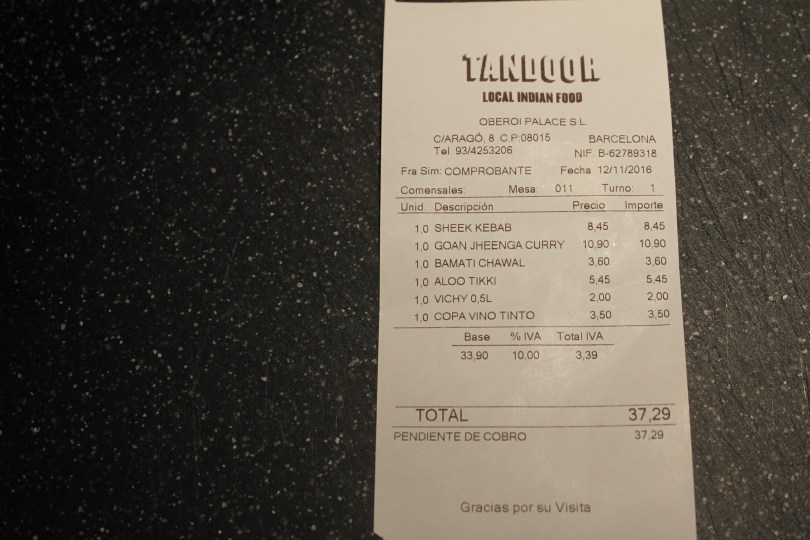 TANDOOR
LOCAL INDIAN FOOD
OBEROI PALACE S.L.
C/ARAGÓ, 8 C.P:08015 BARCELONA
Tel. 93/4253206 NIF. B-62789318
Fra Sim: COMPROBANTE Fecha 12/11/2016
Comensales: Mesa: 011 Turno: 1
Unid Descripción Precio Importe
1,0 SHEEK KEBAB 8,45 8,45
1,0 GOAN JHEENGA CURRY 10,90 10,90
1,0 BAMATI CHAWAL 3,60 3,60
1,0 ALOO TIKKI 5,45 5,45
1,0 VICHY 0,5L 2,00 2,00
1,0 COPA VINO TINTO 3,50 3,50
Base % IVA Total IVA
33,90 10,00 3,39
TOTAL 37,29
PENDIENTE DE COBRO 37,29
Gracias por su Visita